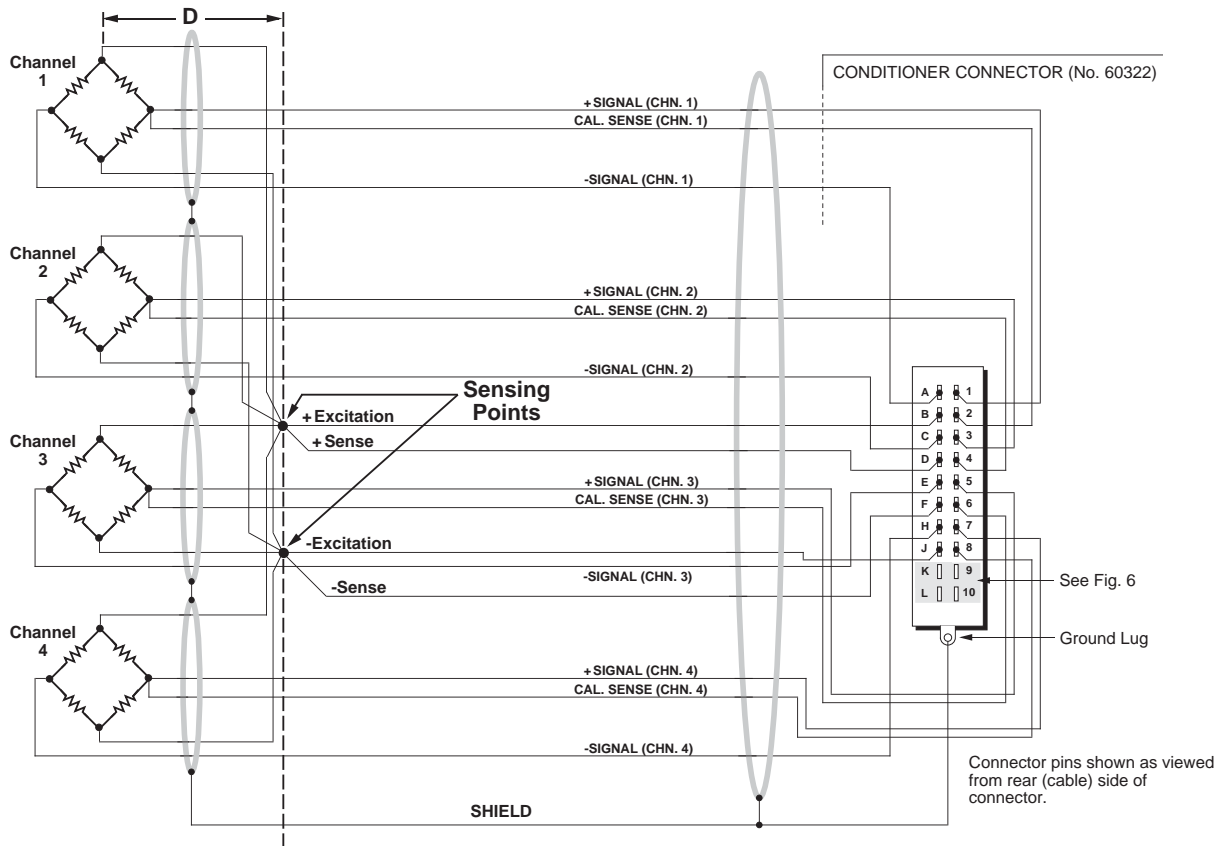 D
Channel
1
CONDITIONER CONNECTOR (No. 60322)
+SIGNAL (CHN. 1)
CAL. SENSE (CHN. 1)
-SIGNAL (CHN. 1)
Channel
2
+SIGNAL (CHN. 2)
CAL. SENSE (CHN. 2)
-SIGNAL (CHN. 2)
Sensing
Points
+Excitation
+Sense
Channel
3
+SIGNAL (CHN. 3)
CAL. SENSE (CHN. 3)
-Excitation
-SIGNAL (CHN. 3)
-Sense
A 1
B 2
C 3
D 4
E 5
F 6
H 7
J 8
K 9
L 10
See Fig. 6
Ground Lug
Channel
4
+SIGNAL (CHN. 4)
CAL. SENSE (CHN. 4)
-SIGNAL (CHN. 4)
Connector pins shown as viewed
from rear (cable) side of
connector.
SHIELD